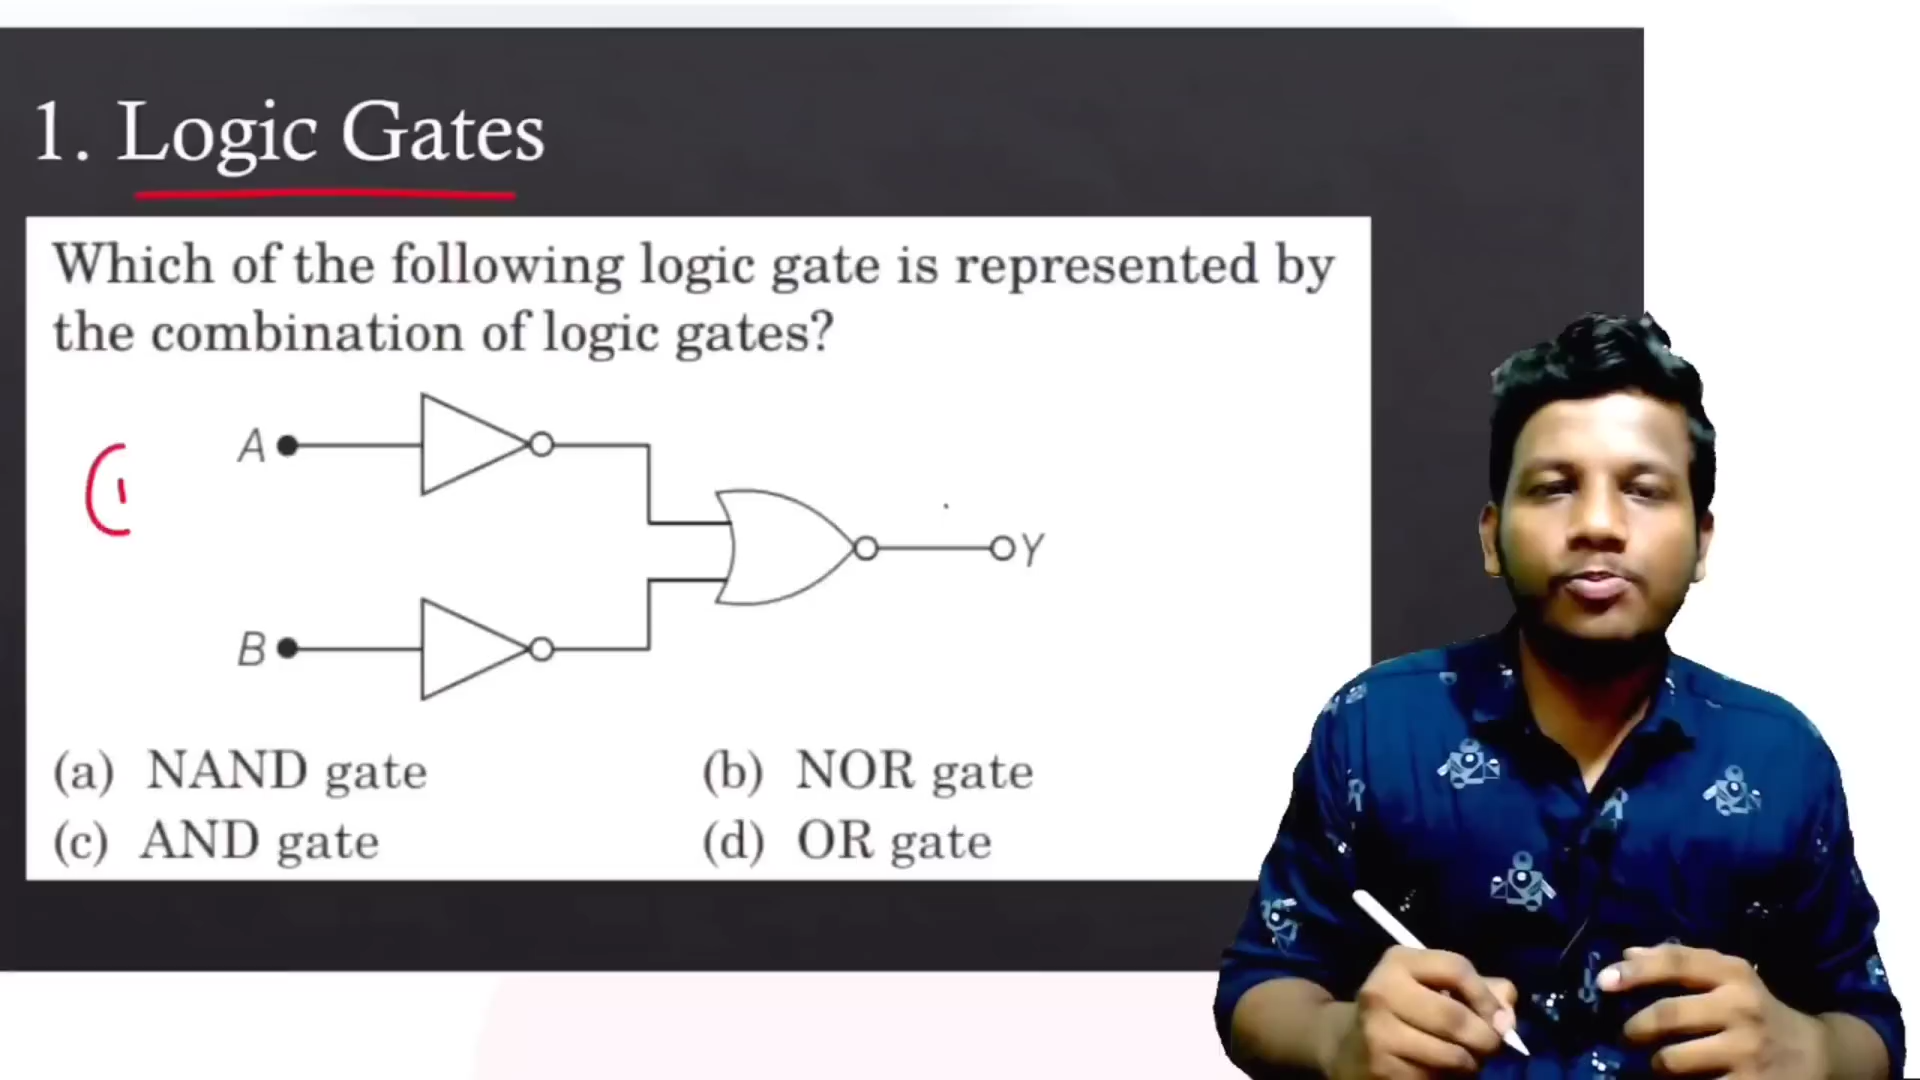 1. Logic Gates
Which of the following logic gate is represented by
the combination of logic gates?
A
(1
Y
B
(a) NAND gate (b) NOR gate
(c) AND gate (d) OR gate